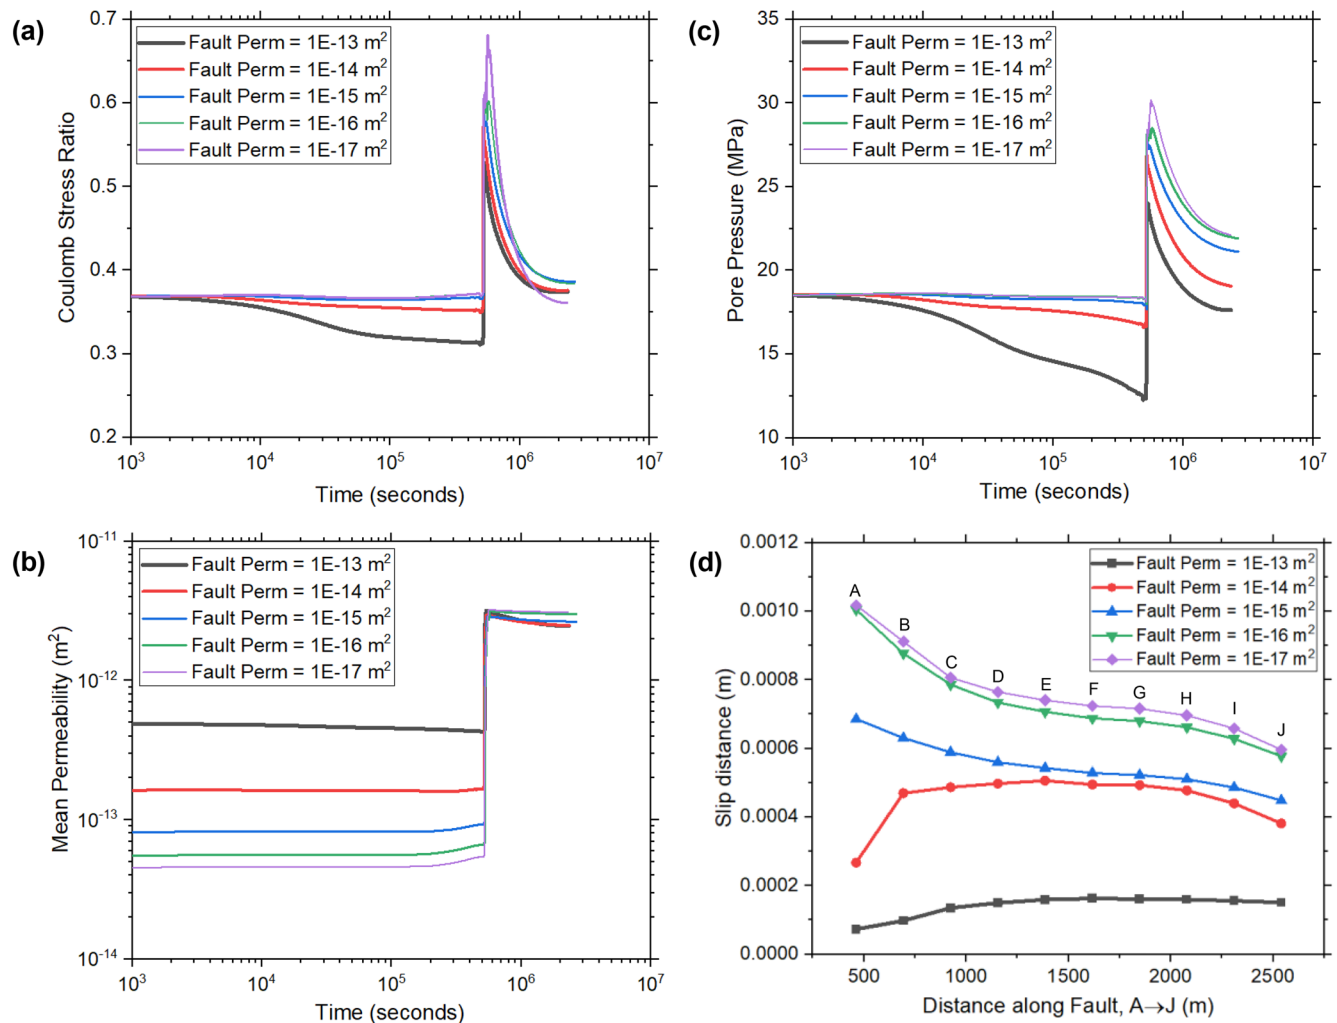 (a)
0.7
0.6
0.5
0.4
0.3
0.2
Coulomb Stress Ratio
Fault Perm = 1E-13 m²
Fault Perm = 1E-14 m²
Fault Perm = 1E-15 m²
Fault Perm = 1E-16 m²
Fault Perm = 1E-17 m²
10³ 10⁴ 10⁵ 10⁶ 10⁷
Time (seconds)
(c)
35
30
25
20
15
10
Pore Pressure (MPa)
Fault Perm = 1E-13 m²
Fault Perm = 1E-14 m²
Fault Perm = 1E-15 m²
Fault Perm = 1E-16 m²
Fault Perm = 1E-17 m²
10³ 10⁴ 10⁵ 10⁶ 10⁷
Time (seconds)
(b)
10⁻¹¹
10⁻¹²
10⁻¹³
10⁻¹⁴
Mean Permeability (m²)
Fault Perm = 1E-13 m²
Fault Perm = 1E-14 m²
Fault Perm = 1E-15 m²
Fault Perm = 1E-16 m²
Fault Perm = 1E-17 m²
10³ 10⁴ 10⁵ 10⁶ 10⁷
Time (seconds)
(d)
0.0012
0.0010
0.0008
0.0006
0.0004
0.0002
0.0000
Slip distance (m)
Fault Perm = 1E-13 m²
Fault Perm = 1E-14 m²
Fault Perm = 1E-15 m²
Fault Perm = 1E-16 m²
Fault Perm = 1E-17 m²
A B C D E F G H I J
500 1000 1500 2000 2500
Distance along Fault, A→J (m)